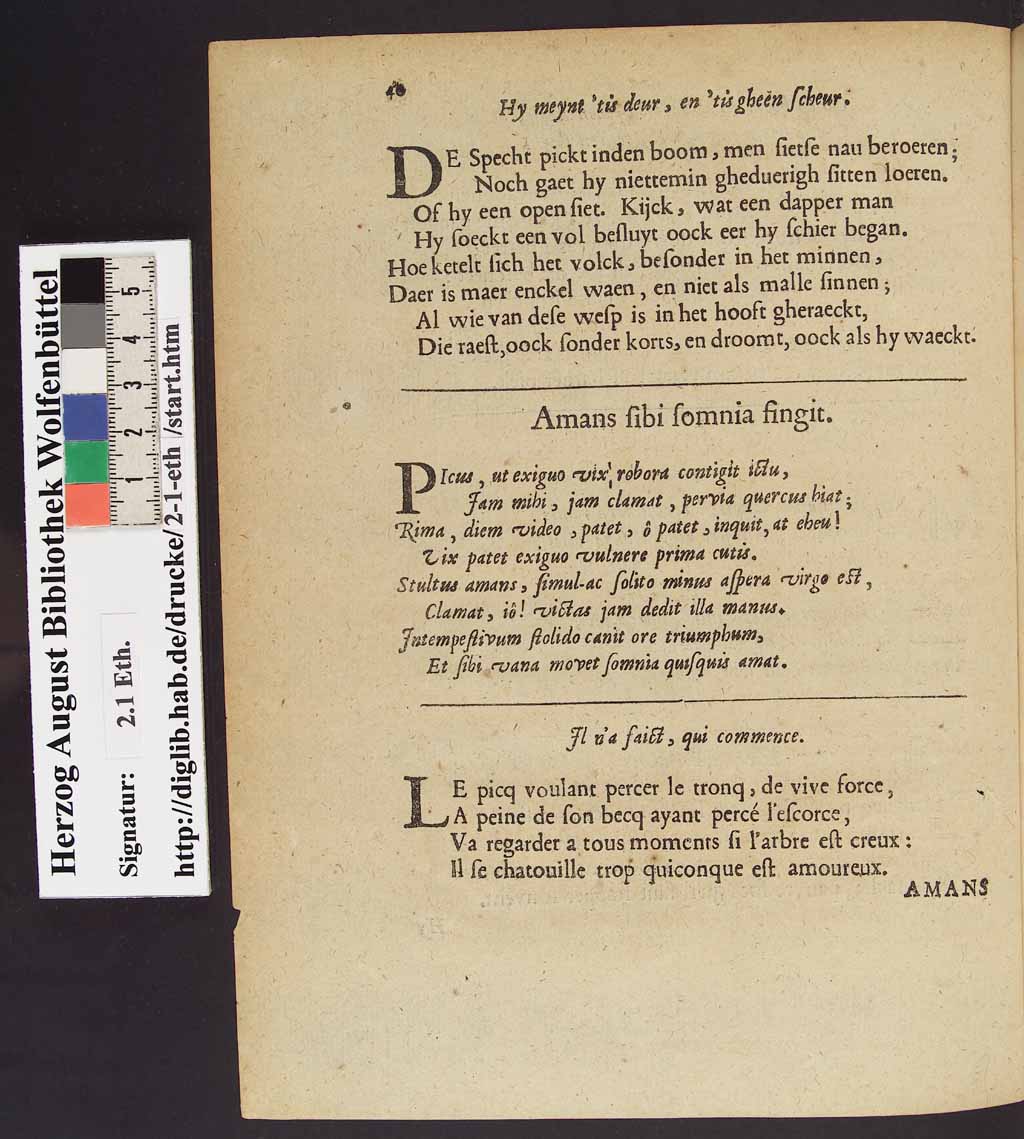 40
Hy meynt 'tis deur, en 'tis gheen ſcheur.
DE Specht pickt inden boom, men ſietſe nau beroeren;
Noch gaet hy niettemin gheduerigh ſitten loeren.
Of hy een open ſiet. Kijck, wat een dapper man
Hy ſoeckt een vol beſluyt oock eer hy ſchier began.
Hoe ketelt ſich het volck, beſonder in het minnen,
Daer is maer enckel waen, en niet als malle ſinnen;
Al wie van deſe weſp is in het hooft gheraeckt,
Die raeſt, oock ſonder korts, en droomt, oock als hy waeckt.
Amans ſibi ſomnia fingit.
PIcus, ut exiguo vix robora contigit ictu,
Jam mihi, jam clamat, pervia quercus hiat;
Rima, diem video, patet, ô patet, inquit, at eheu!
Vix patet exiguo vulnere prima cutis.
Stultus amans, ſimul-ac ſolito minus aſpera virgo eſt,
Clamat, iô! victas jam dedit illa manus.
Intempeſtivum ſtolido canit ore triumphum,
Et ſibi vana movet ſomnia quiſquis amat.
Il n'a faict, qui commence.
LE picq voulant percer le tronq, de vive force,
A peine de ſon becq ayant percé l'eſcorce,
Va regarder a tous moments ſi l'arbre eſt creux:
Il ſe chatouille trop quiconque eſt amoureux.
AMANS
Herzog August Bibliothek Wolfenbüttel
Signatur: 2.1 Eth.
http://diglib.hab.de/drucke/2-1-eth /start.htm
1 2 3 4 5